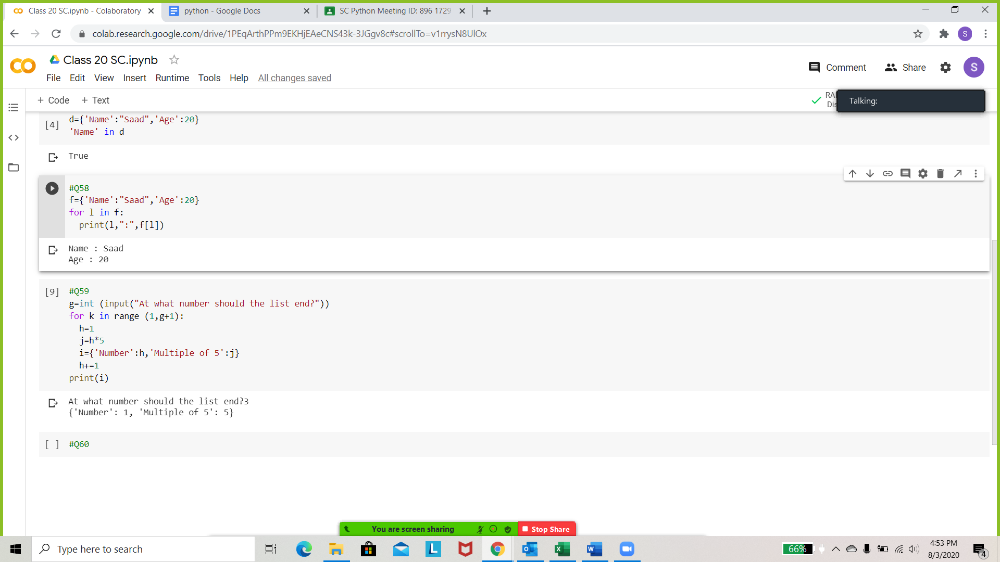 Class 20 SC.ipynb - Colaboratory
python - Google Docs
SC Python Meeting ID: 896 1729
colab.research.google.com/drive/1PEqArthPPm9EKHjEAeCNS43k-3JGgv8c#scrollTo=v1rrysN8UlOx
S
Class 20 SC.ipynb
Comment
Share
S
File Edit View Insert Runtime Tools Help All changes saved
+ Code + Text
RA
Dis
Talking:
[4]
d={'Name':"Saad",'Age':20}
'Name' in d
True
#Q58
f={'Name':"Saad",'Age':20}
for l in f:
  print(l,":",f[l])
Name : Saad
Age : 20
[9] #Q59
g=int (input("At what number should the list end?"))
for k in range (1,g+1):
  h=1
  j=h*5
  i={'Number':h,'Multiple of 5':j}
  h+=1
print(i)
At what number should the list end?3
{'Number': 1, 'Multiple of 5': 5}
[ ] #Q60
You are screen sharing
Stop Share
Type here to search
L
O
X
W
66%
4:53 PM
8/3/2020
4